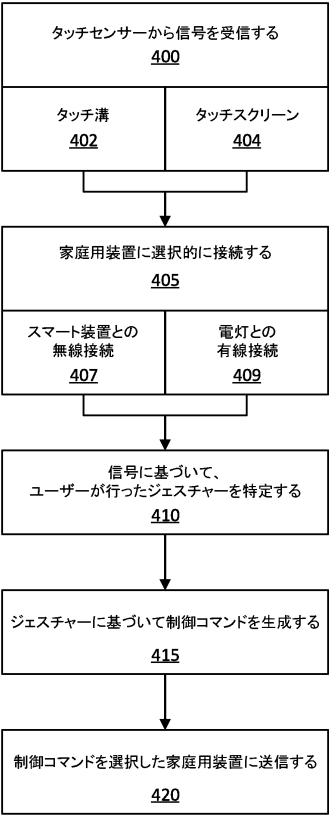 タッチセンサーから信号を受信する
400
タッチ溝
402
タッチスクリーン
404
家庭用装置に選択的に接続する
405
スマート装置との
無線接続
407
電灯との
有線接続
409
信号に基づいて、
ユーザーが行ったジェスチャーを特定する
410
ジェスチャーに基づいて制御コマンドを生成する
415
制御コマンドを選択した家庭用装置に送信する
420